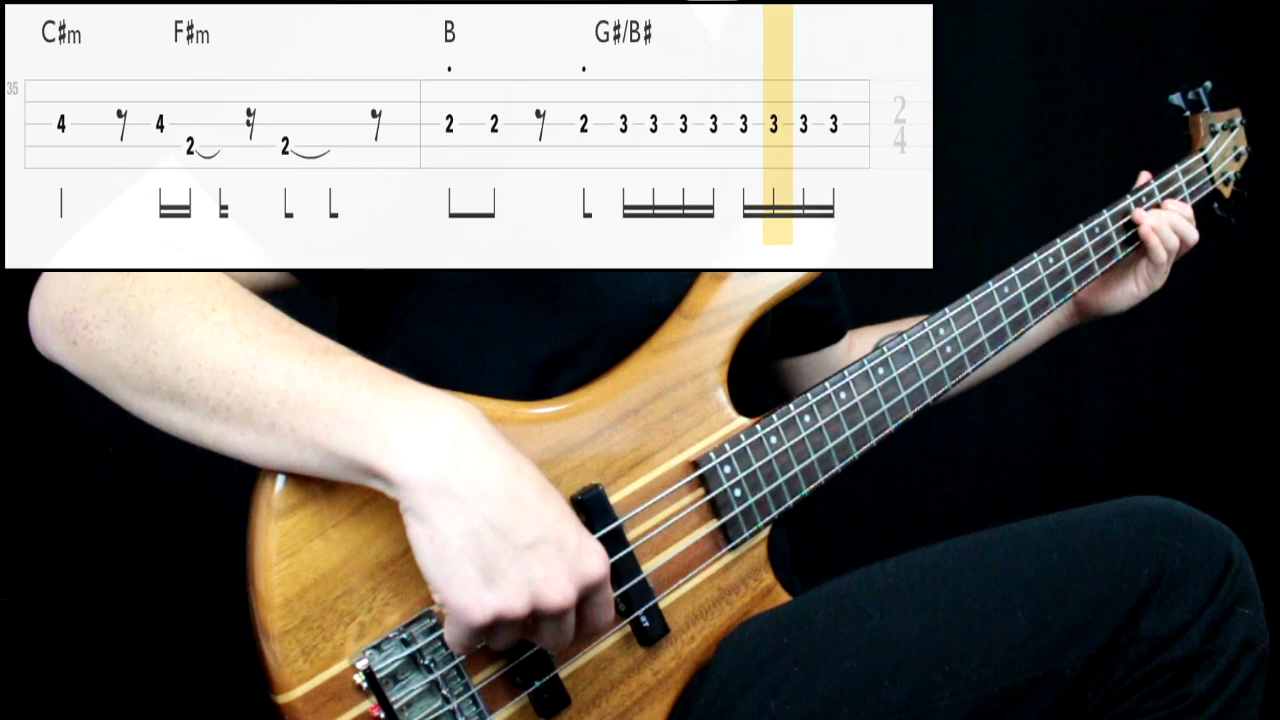 C♯m F♯m B G♯/B♯
35
4 4 2 2 2 3 3 3 3 3 3 3 3
2 2
2
4